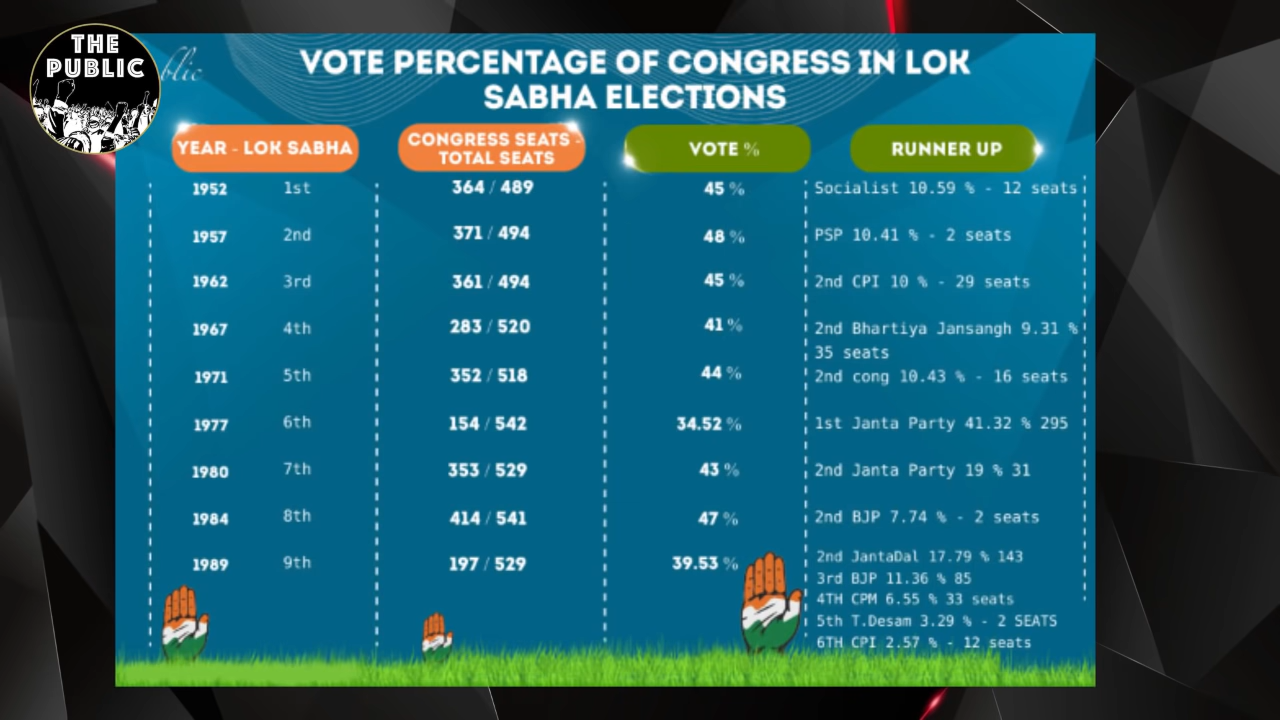 THE
PUBLIC
blic
VOTE PERCENTAGE OF CONGRESS IN LOK
SABHA ELECTIONS
YEAR - LOK SABHA
CONGRESS SEATS -
TOTAL SEATS
VOTE %
RUNNER UP
1952 1st 364 / 489 45 % Socialist 10.59 % - 12 seats
1957 2nd 371 / 494 48 % PSP 10.41 % - 2 seats
1962 3rd 361 / 494 45 % 2nd CPI 10 % - 29 seats
1967 4th 283 / 520 41 % 2nd Bhartiya Jansangh 9.31 %
35 seats
1971 5th 352 / 518 44 % 2nd cong 10.43 % - 16 seats
1977 6th 154 / 542 34.52 % 1st Janta Party 41.32 % 295
1980 7th 353 / 529 43 % 2nd Janta Party 19 % 31
1984 8th 414 / 541 47 % 2nd BJP 7.74 % - 2 seats
1989 9th 197 / 529 39.53 % 2nd JantaDal 17.79 % 143
3rd BJP 11.36 % 85
4TH CPM 6.55 % 33 seats
5th T.Desam 3.29 % - 2 SEATS
6TH CPI 2.57 % - 12 seats